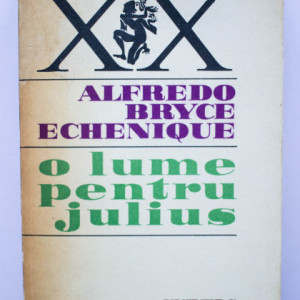 XX
ALFREDO
BRYCE
ECHENIQUE
o lume
pentru
julius